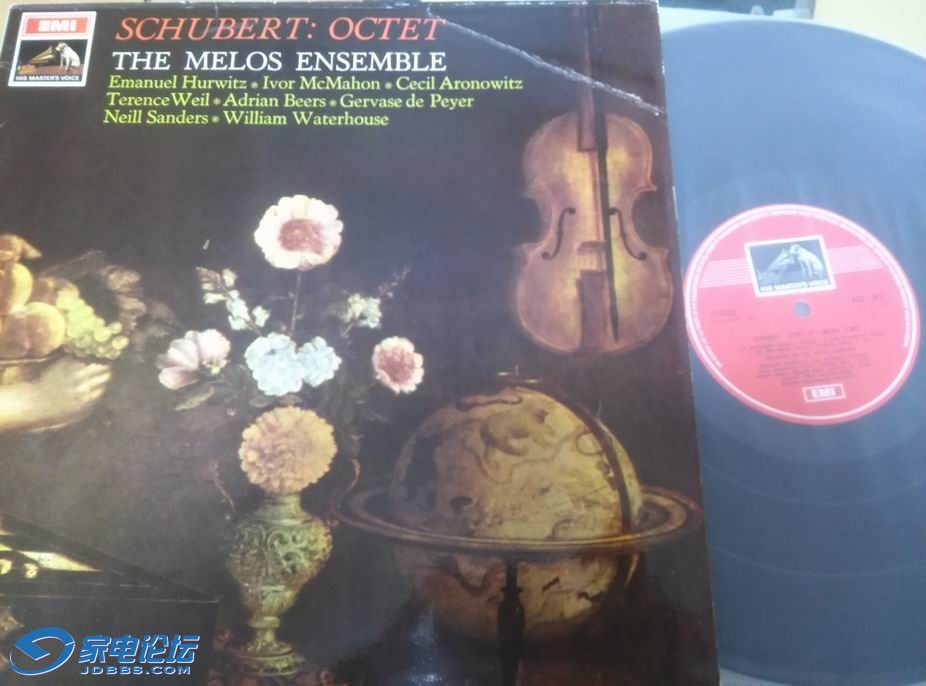 EMI
HIS MASTER'S VOICE
SCHUBERT: OCTET
THE MELOS ENSEMBLE
Emanuel Hurwitz * Ivor McMahon * Cecil Aronowitz
Terence Weil * Adrian Beers * Gervase de Peyer
Neill Sanders * William Waterhouse
HIS MASTER'S VOICE
STEREO
EMI
家电论坛
JDBBS.COM